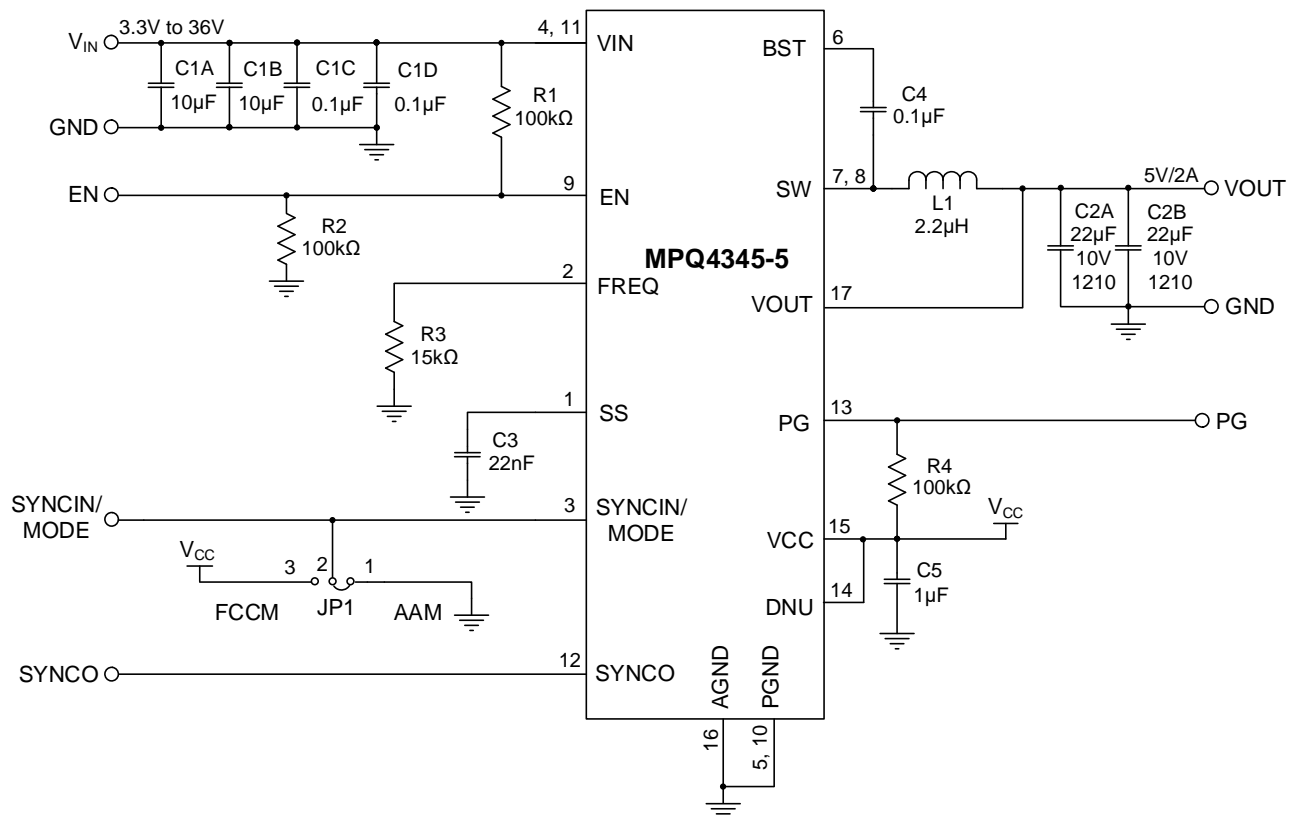 3.3V to 36V
VIN
C1A
10µF
C1B
10µF
C1C
0.1µF
C1D
0.1µF
GND
R1
100kΩ
4, 11
VIN
EN
9
EN
R2
100kΩ
2
FREQ
R3
15kΩ
1
SS
C3
22nF
SYNCIN/
MODE
3
SYNCIN/
MODE
VCC
3
2
1
FCCM
JP1
AAM
SYNCO
12
SYNCO
MPQ4345-5
BST
6
C4
0.1µF
SW
7, 8
L1
2.2µH
5V/2A
VOUT
C2A
22µF
10V
1210
C2B
22µF
10V
1210
VOUT
17
GND
PG
13
PG
R4
100kΩ
VCC
VCC
15
DNU
14
C5
1µF
AGND
PGND
16
5, 10